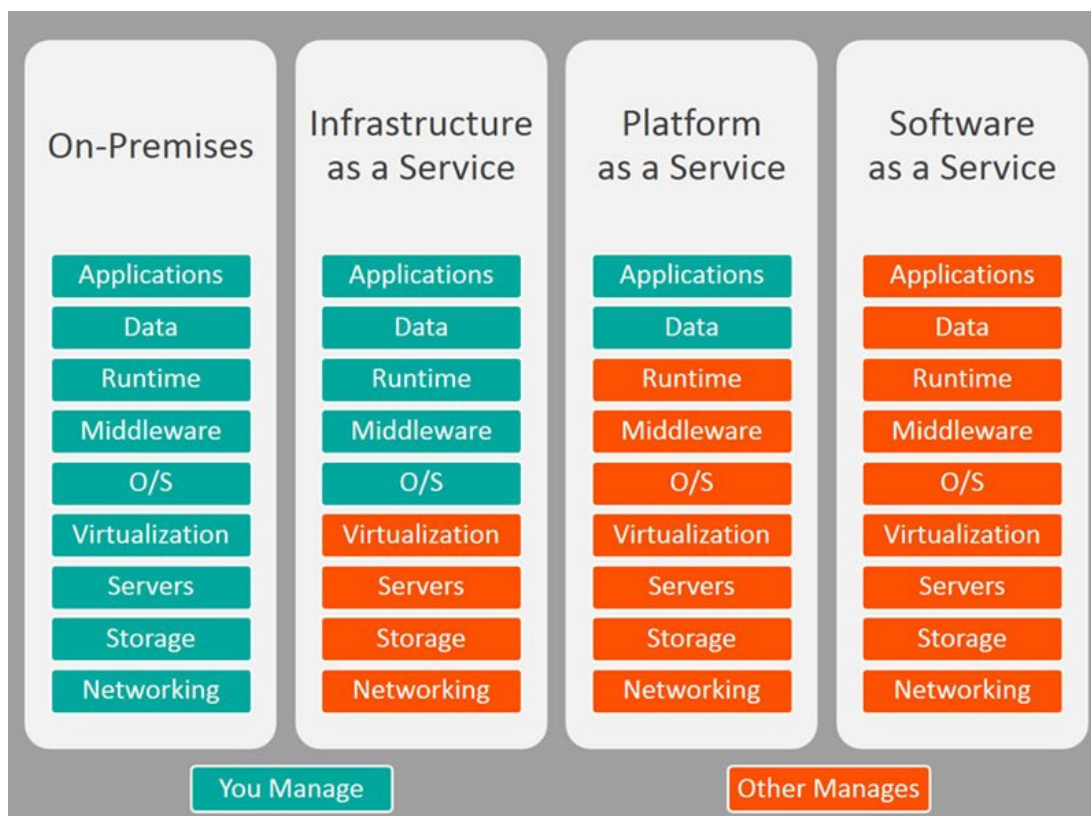 On-Premises
Applications
Data
Runtime
Middleware
O/S
Virtualization
Servers
Storage
Networking
Infrastructure
as a Service
Applications
Data
Runtime
Middleware
O/S
Virtualization
Servers
Storage
Networking
Platform
as a Service
Applications
Data
Runtime
Middleware
O/S
Virtualization
Servers
Storage
Networking
Software
as a Service
Applications
Data
Runtime
Middleware
O/S
Virtualization
Servers
Storage
Networking
You Manage
Other Manages